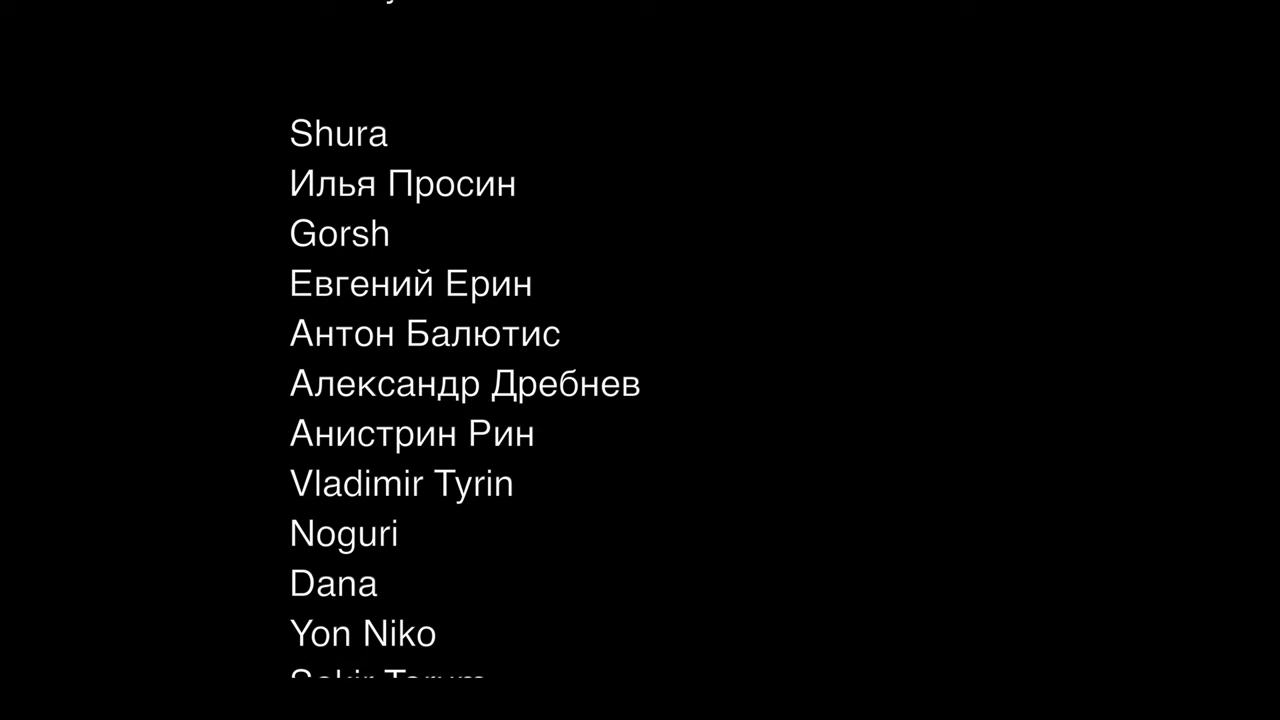 Shura
Илья Просин
Gorsh
Евгений Ерин
Антон Балютис
Александр Дребнев
Анистрин Рин
Vladimir Tyrin
Noguri
Dana
Yon Niko